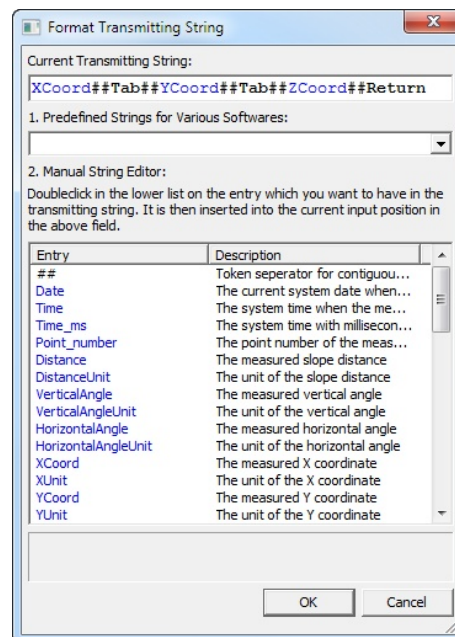 Format Transmitting String
Current Transmitting String:
XCoord##Tab##YCoord##Tab##ZCoord##Return
1. Predefined Strings for Various Softwares:
2. Manual String Editor:
Doubleclick in the lower list on the entry which you want to have in the
transmitting string. It is then inserted into the current input position in
the above field.
Entry Description
## Token seperator for contiguou...
Date The current system date when...
Time The system time when the me...
Time_ms The system time with millisecon...
Point_number The point number of the meas...
Distance The measured slope distance
DistanceUnit The unit of the slope distance
VerticalAngle The measured vertical angle
VerticalAngleUnit The unit of the vertical angle
HorizontalAngle The measured horizontal angle
HorizontalAngleUnit The unit of the horizontal angle
XCoord The measured X coordinate
XUnit The unit of the X coordinate
YCoord The measured Y coordinate
YUnit The unit of the Y coordinate
OK Cancel